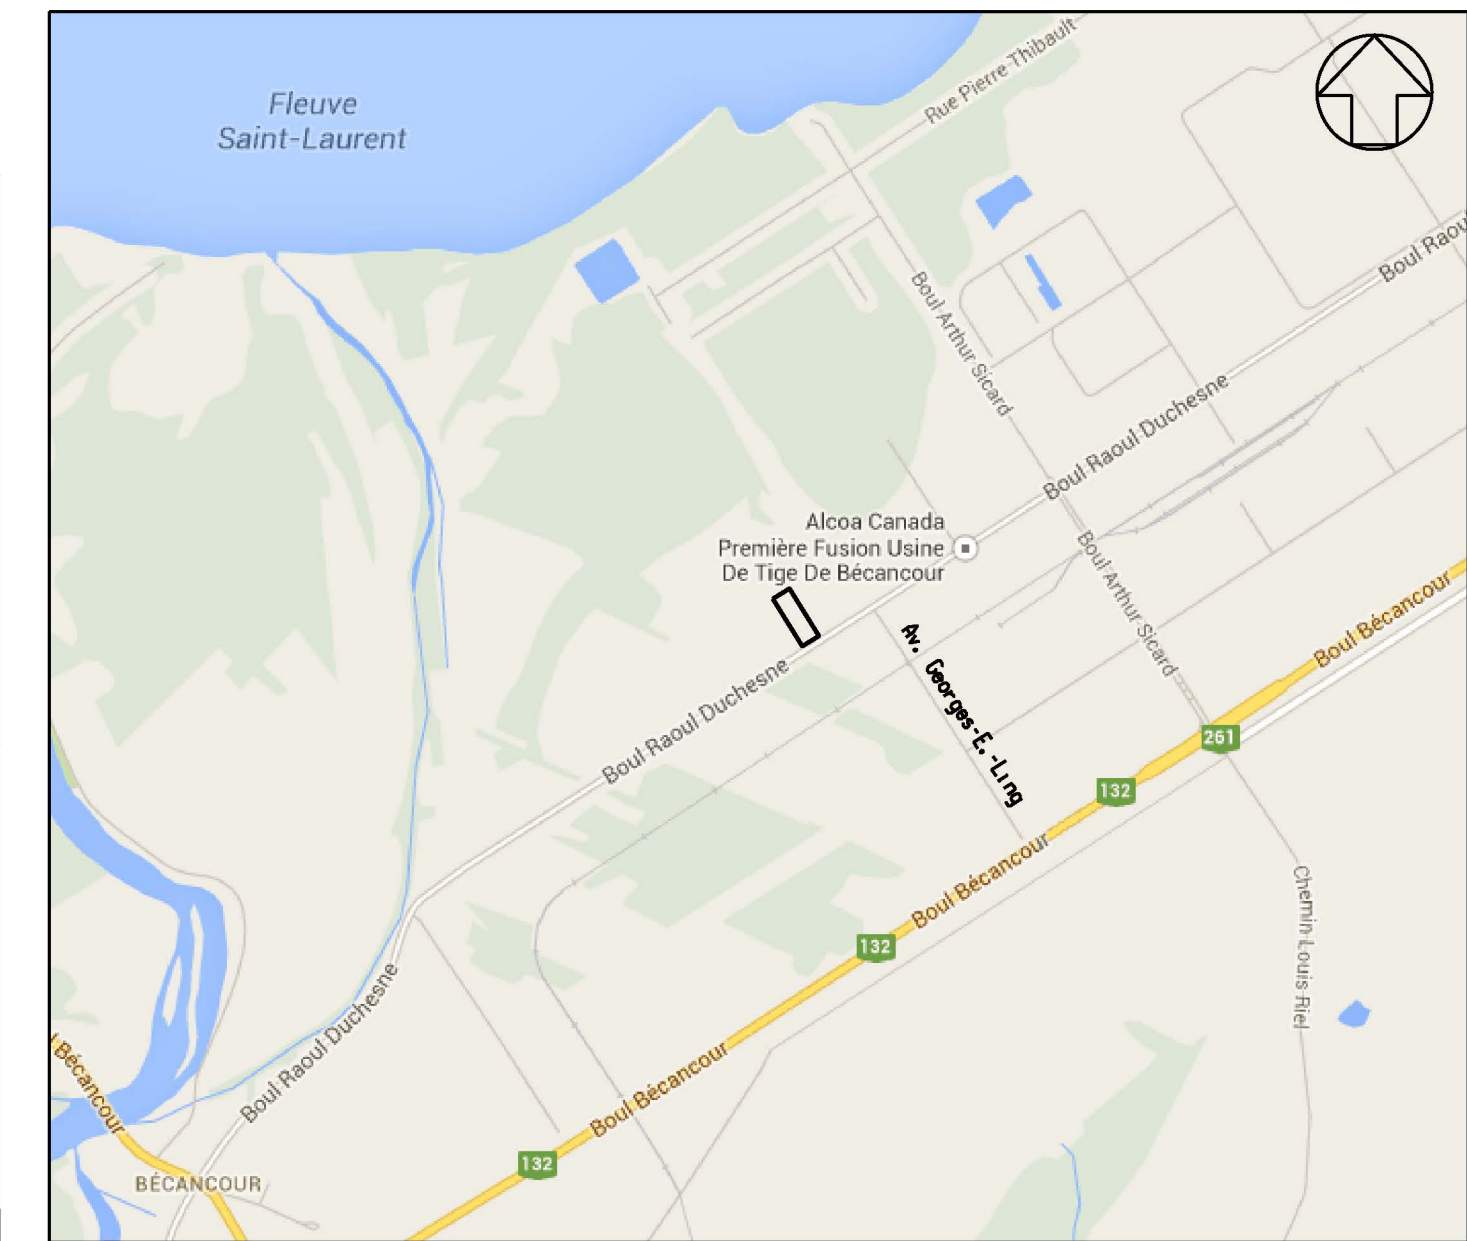 Fleuve
Saint-Laurent
Rue Pierre-Thibault
Boul Raou
Boul Arthur Sicard
Boul Raoul Duchesne
Alcoa Canada
Première Fusion Usine
De Tige De Bécancour
Boul Arthur Sicard
Boul Bécancour
Av. Georges-E.-Ling
Boul Raoul Duchesne
261
132
Boul Bécancour
132
Chemin Louis Riel
Boul Raoul Duchesne
l Bécancour
Boul Bécancour
132
BÉCANCOUR